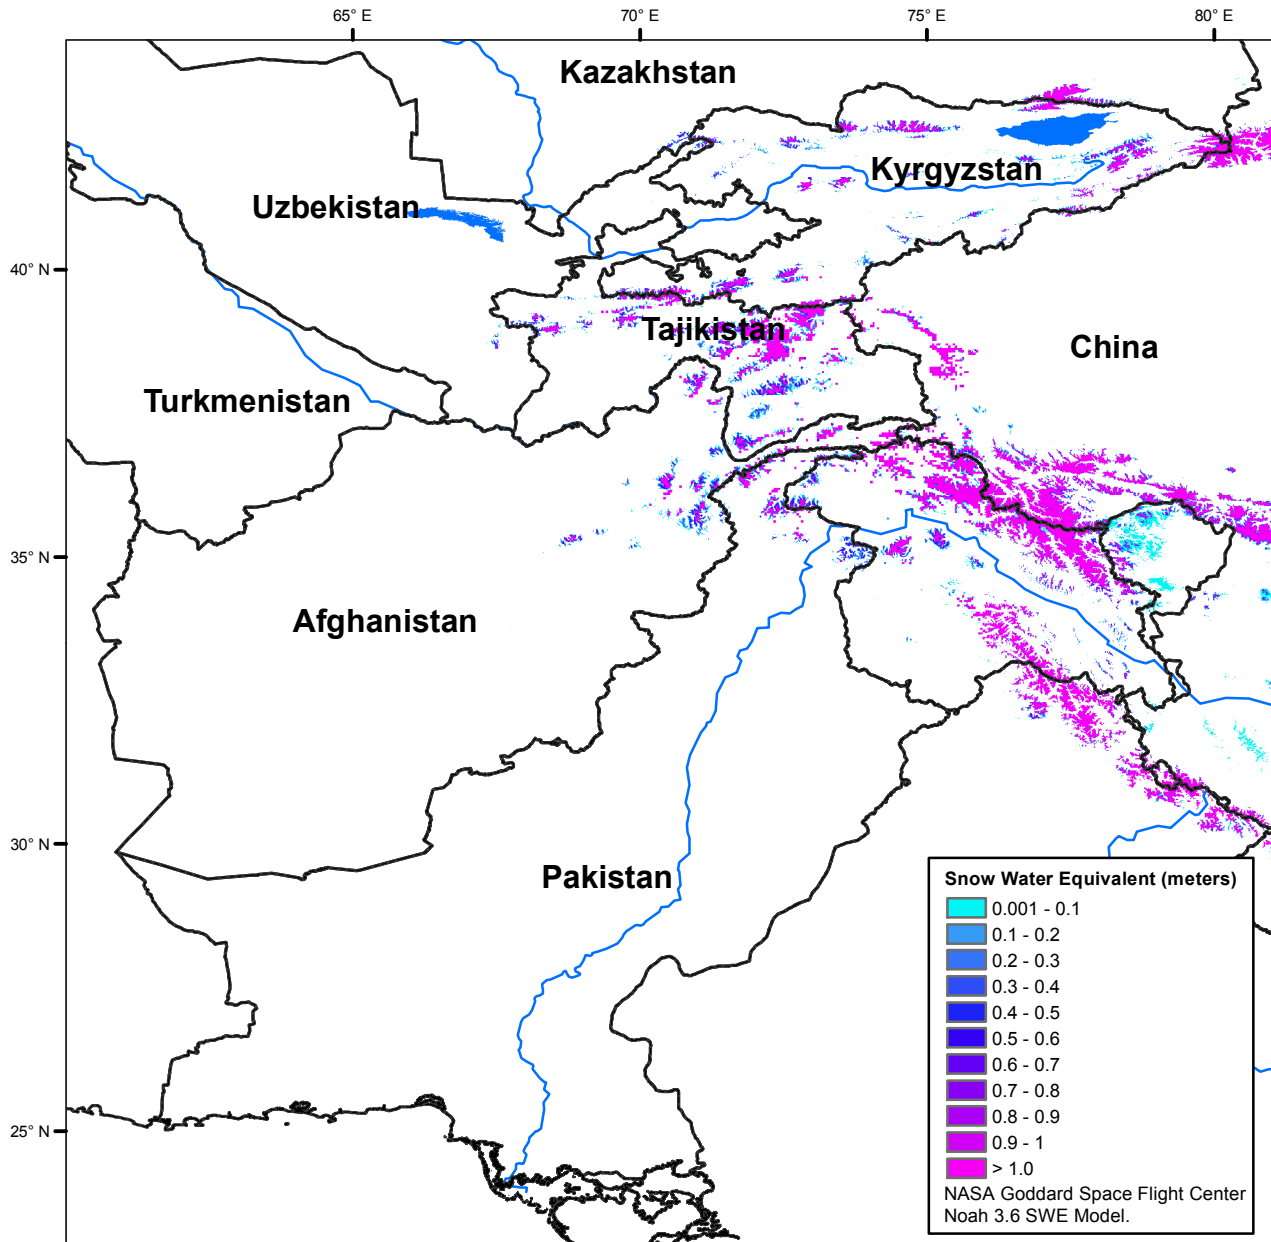 65° E
70° E
75° E
80° E
Kazakhstan
Kyrgyzstan
Uzbekistan
40° N
Tajikistan
China
Turkmenistan
35° N
Afghanistan
30° N
Pakistan
Snow Water Equivalent (meters)
0.001 - 0.1
0.1 - 0.2
0.2 - 0.3
0.3 - 0.4
0.4 - 0.5
0.5 - 0.6
0.6 - 0.7
0.7 - 0.8
0.8 - 0.9
0.9 - 1
> 1.0
NASA Goddard Space Flight Center
Noah 3.6 SWE Model.
25° N